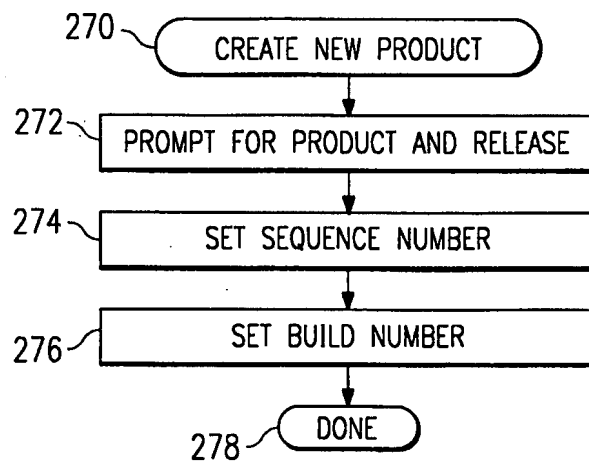 270 CREATE NEW PRODUCT
272 PROMPT FOR PRODUCT AND RELEASE
274 SET SEQUENCE NUMBER
276 SET BUILD NUMBER
278 DONE